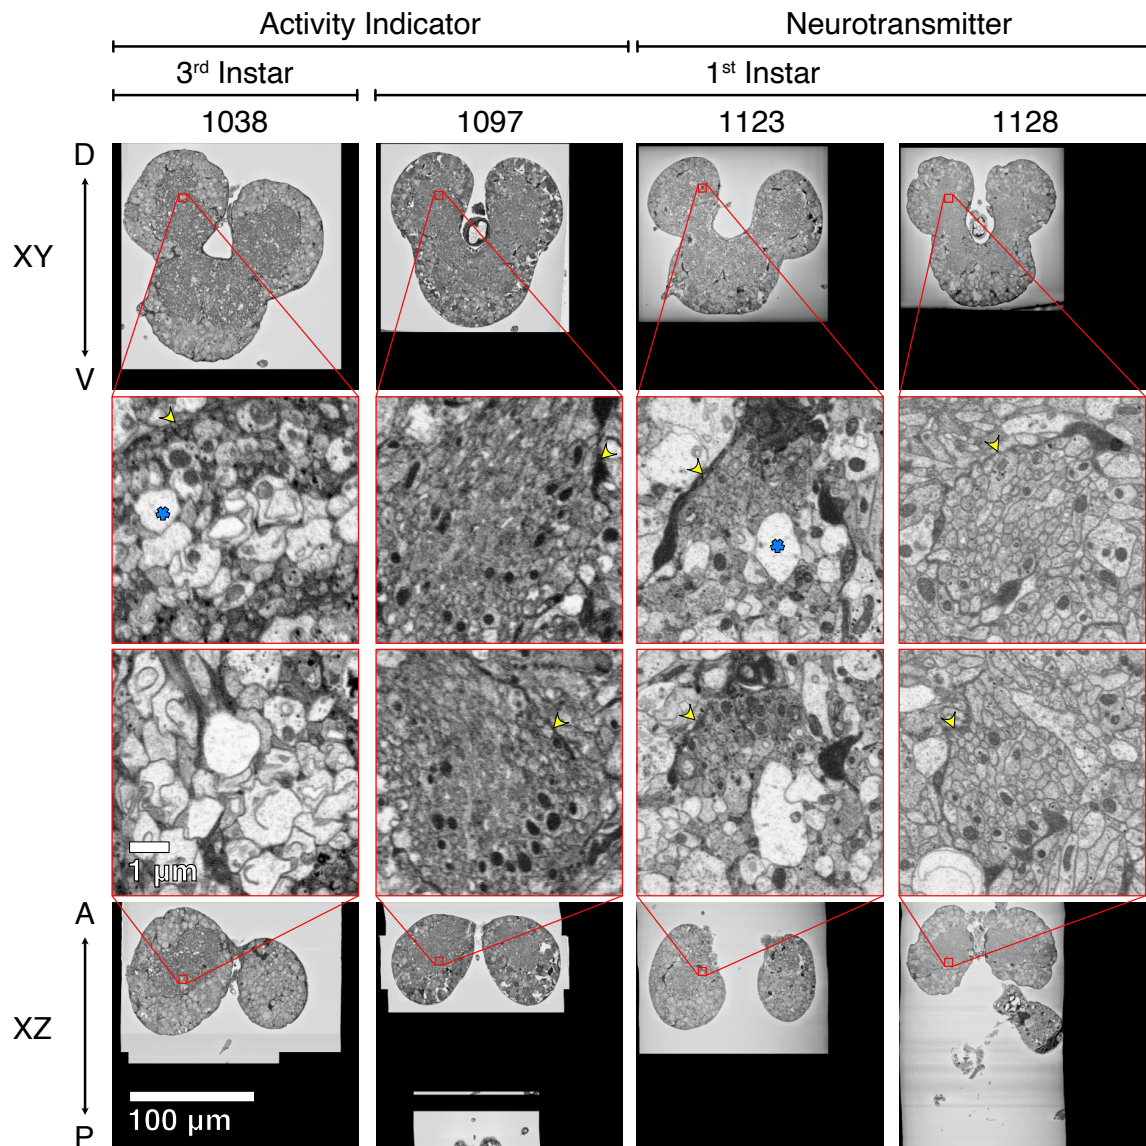 Activity Indicator
Neurotransmitter
3rd Instar
1st Instar
1038
1097
1123
1128
D
XY
V
1 μm
A
XZ
100 μm
P